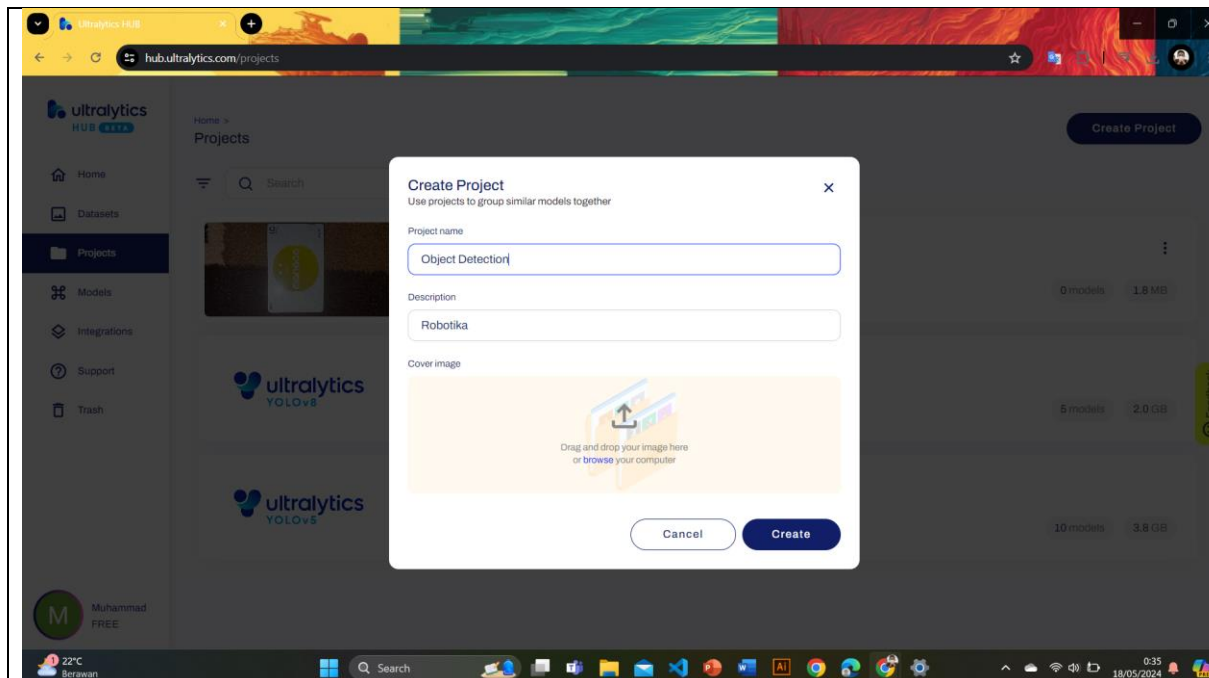 Ultralytics HUB
hub.ultralytics.com/projects
ultralytics
HUB BETA
Home >
Projects
Create Project
Home
Search
Datasets
Projects
Models
Integrations
Support
Trash
0 models 1.8 MB
ultralytics
YOLOv8
5 models 2.0 GB
ultralytics
YOLOv5
10 models 3.8 GB
Create Project
Use projects to group similar models together
Project name
Object Detection
Description
Robotika
Cover image
Drag and drop your image here
or browse your computer
Cancel Create
M
Muhammad
FREE
1
22°C
Berawan
Search
0:35
18/05/2024